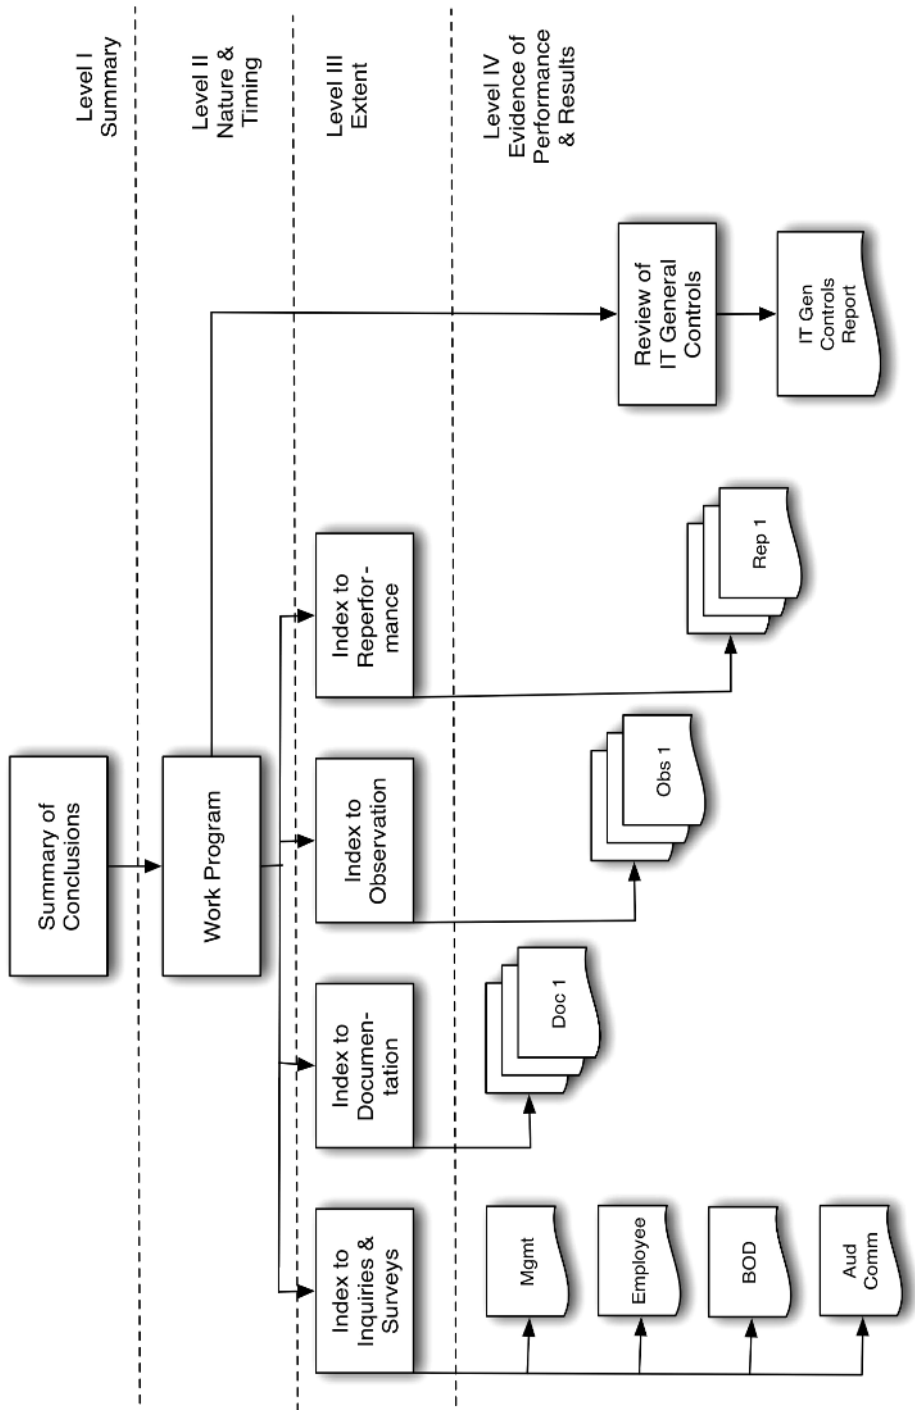 Summary of
Conclusions
Level I
Summary
Work Program
Level II
Nature &
Timing
Index to
Inquiries &
Surveys
Index to
Documen-
tation
Index to
Observation
Index to
Reperfor-
mance
Level III
Extent
Level IV
Evidence of
Performance
& Results
Mgmt
Employee
BOD
Aud
Comm
Doc 1
Obs 1
Rep 1
Review of
IT General
Controls
IT Gen
Controls
Report